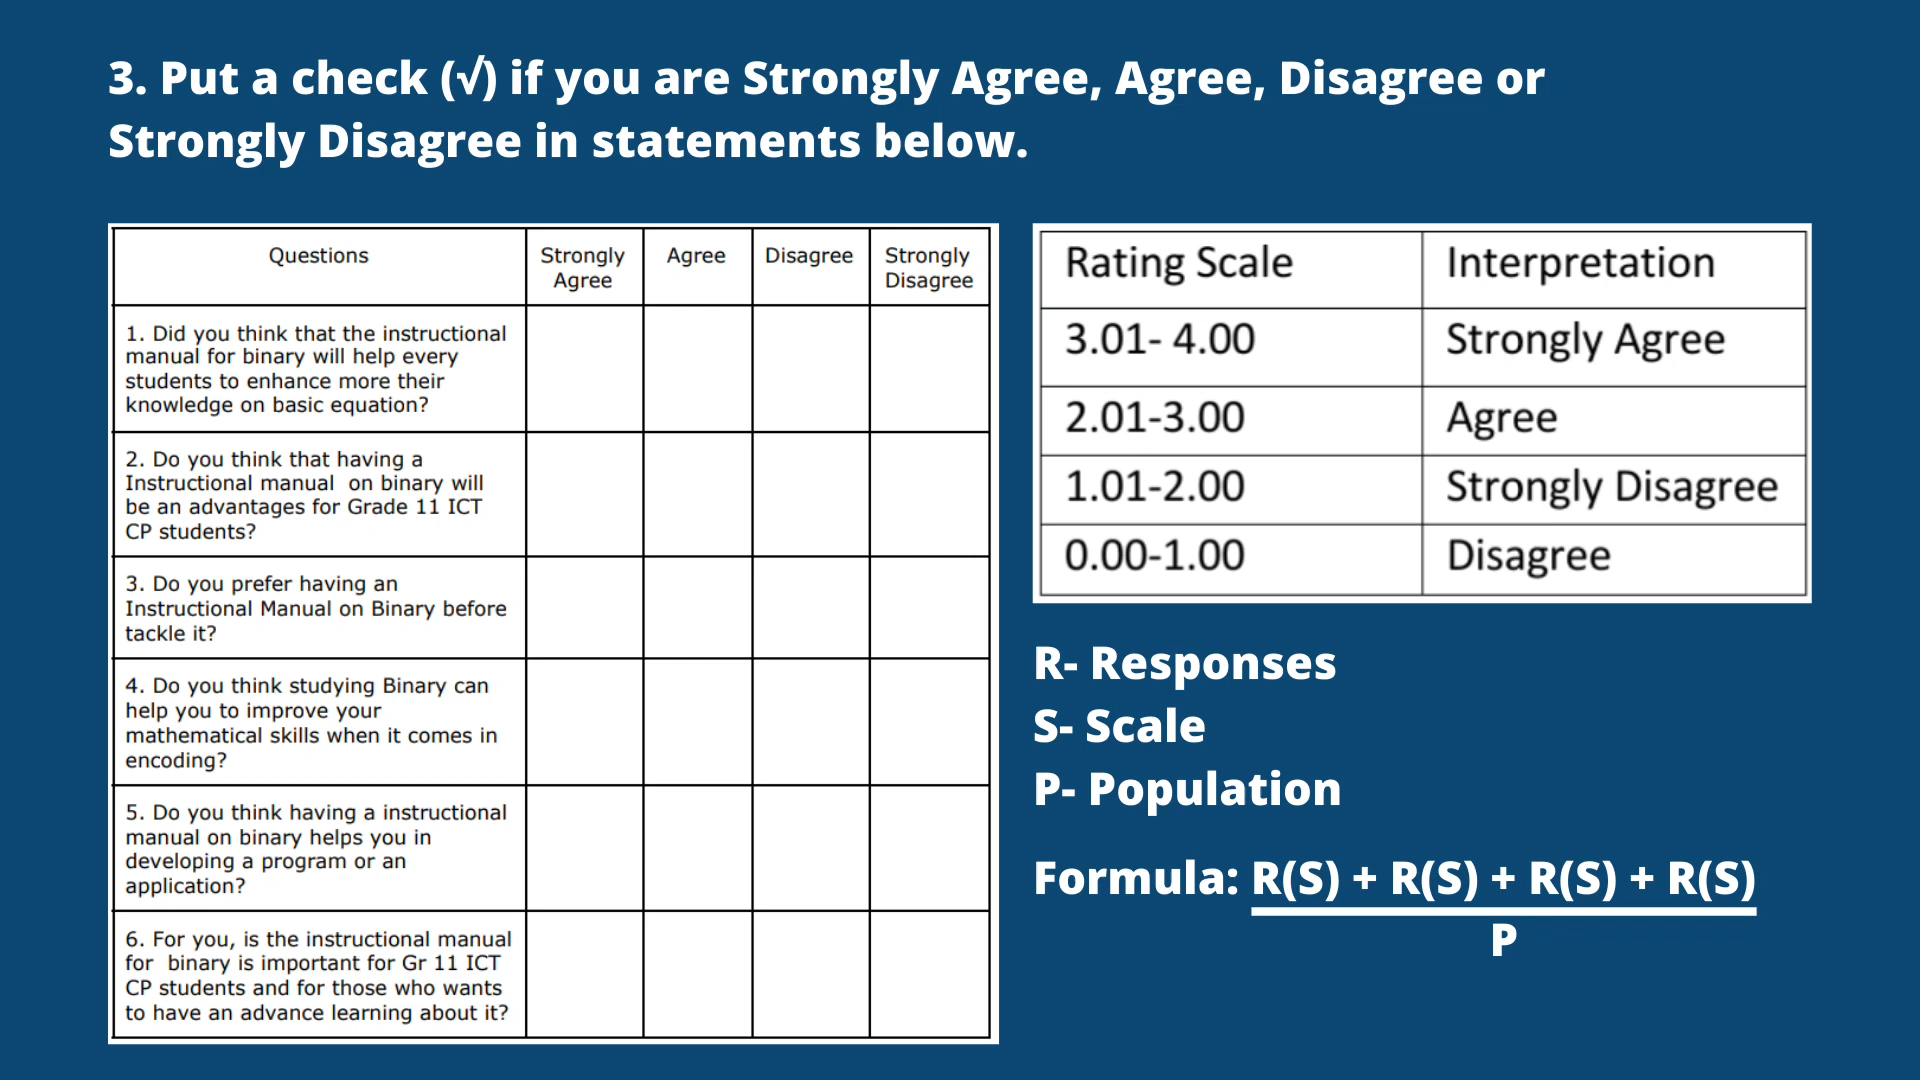 3. Put a check (√) if you are Strongly Agree, Agree, Disagree or
Strongly Disagree in statements below.
Questions
Strongly
Agree
Agree
Disagree
Strongly
Disagree
1. Did you think that the instructional
manual for binary will help every
students to enhance more their
knowledge on basic equation?
2. Do you think that having a
Instructional manual  on binary will
be an advantages for Grade 11 ICT
CP students?
3. Do you prefer having an
Instructional Manual on Binary before
tackle it?
4. Do you think studying Binary can
help you to improve your
mathematical skills when it comes in
encoding?
5. Do you think having a instructional
manual on binary helps you in
developing a program or an
application?
6. For you, is the instructional manual
for  binary is important for Gr 11 ICT
CP students and for those who wants
to have an advance learning about it?
Rating Scale
Interpretation
3.01- 4.00
Strongly Agree
2.01-3.00
Agree
1.01-2.00
Strongly Disagree
0.00-1.00
Disagree
R- Responses
S- Scale
P- Population
Formula: R(S) + R(S) + R(S) + R(S)
P